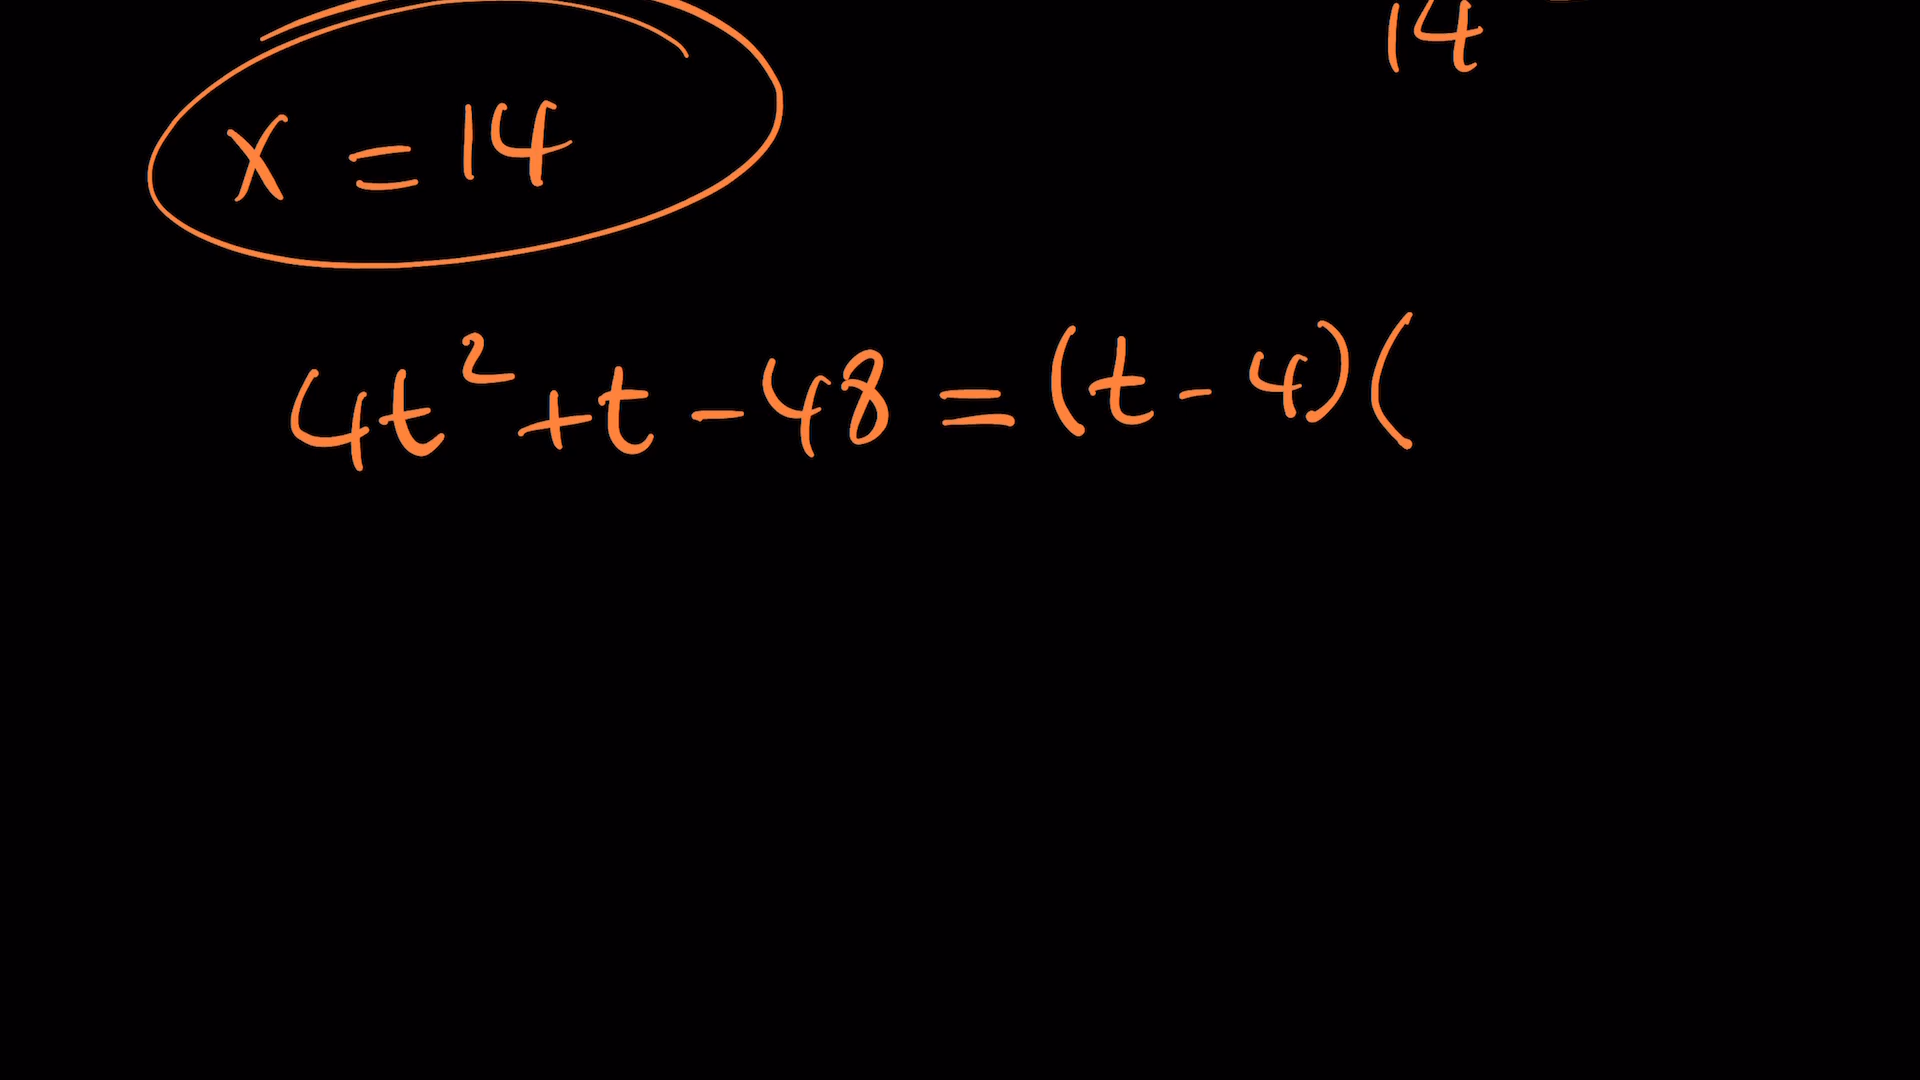 14
x = 14
4t² + t - 48 = (t - 4)(